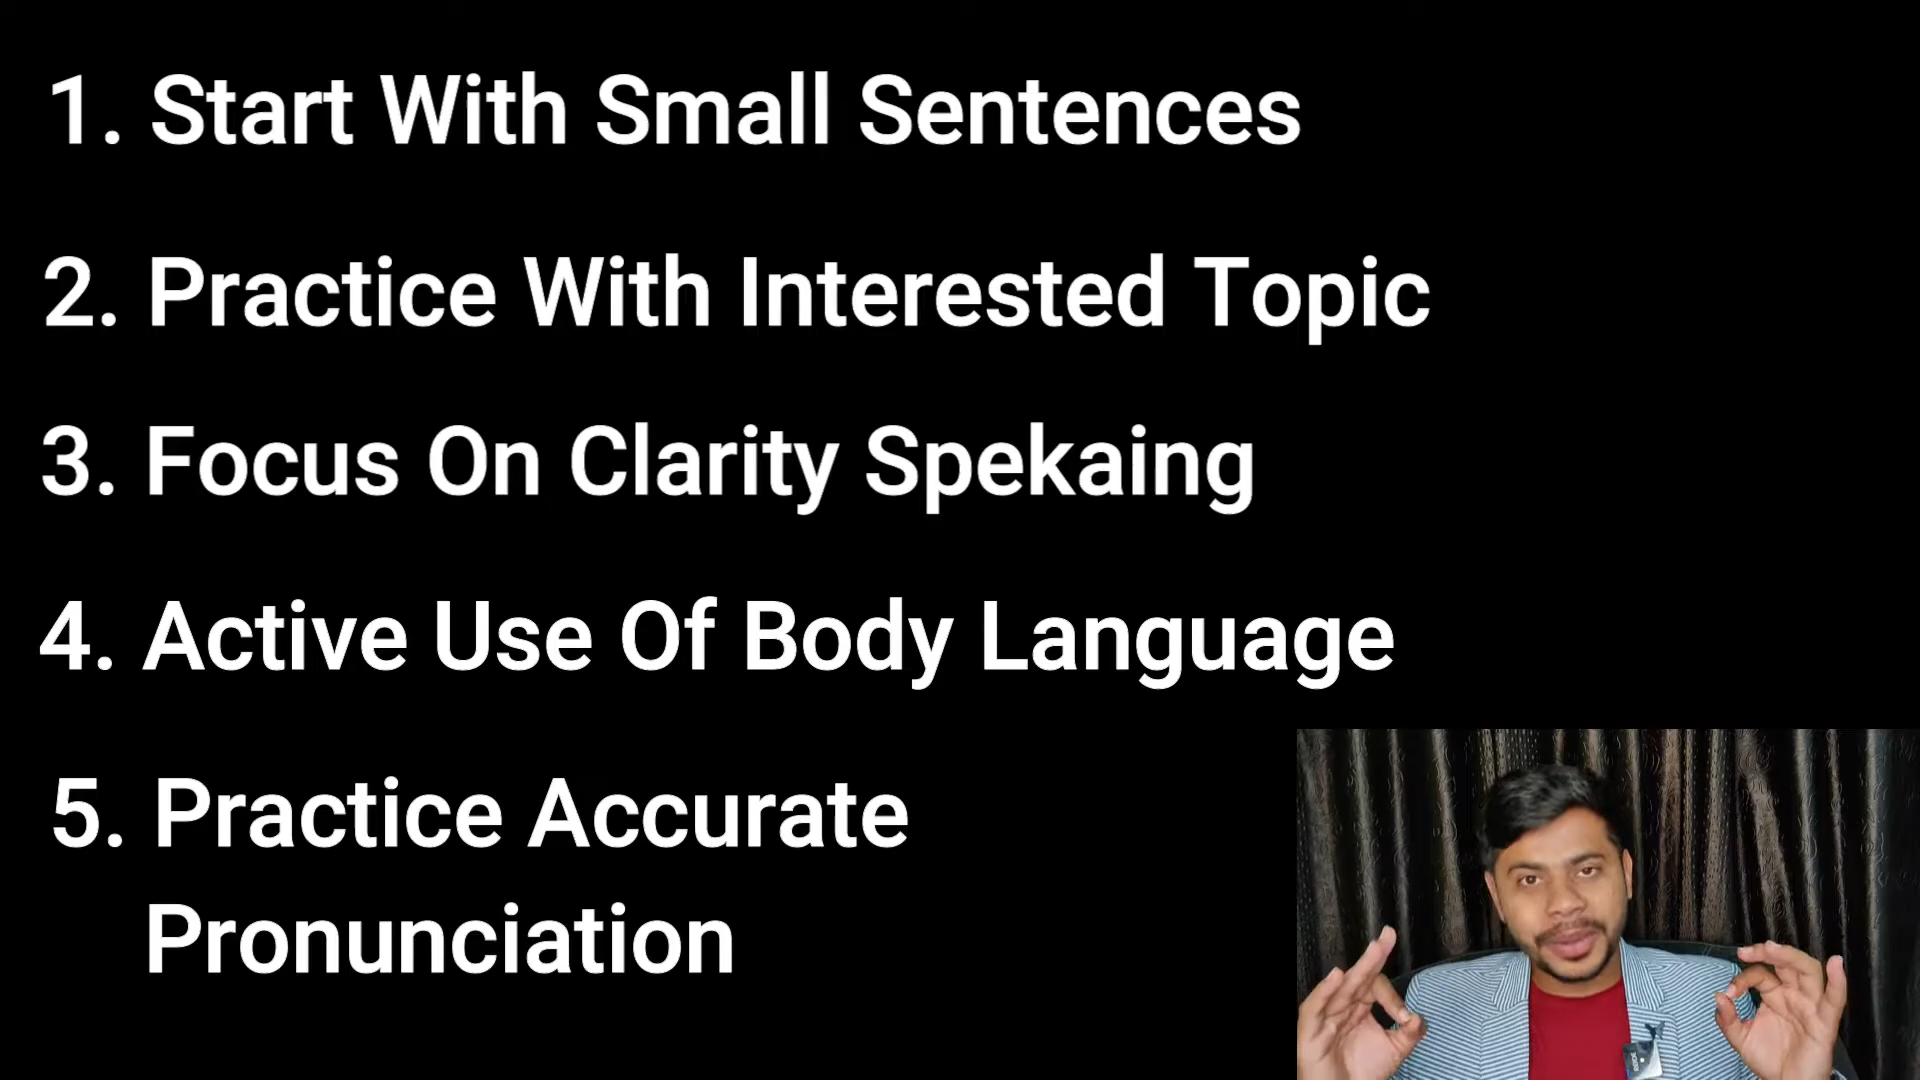 1. Start With Small Sentences
2. Practice With Interested Topic
3. Focus On Clarity Spekaing
4. Active Use Of Body Language
5. Practice Accurate
Pronunciation